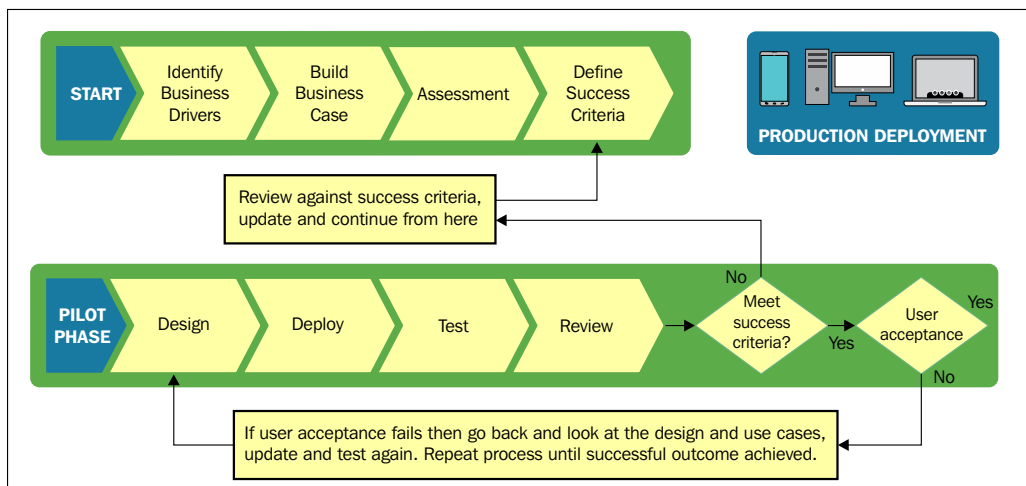 START
Identify
Business
Drivers
Build
Business
Case
Assessment
Define
Success
Criteria
PRODUCTION DEPLOYMENT
Review against success criteria,
update and continue from here
PILOT
PHASE
Design
Deploy
Test
Review
No
Meet
success
criteria?
Yes
User
acceptance
Yes
No
If user acceptance fails then go back and look at the design and use cases,
update and test again. Repeat process until successful outcome achieved.